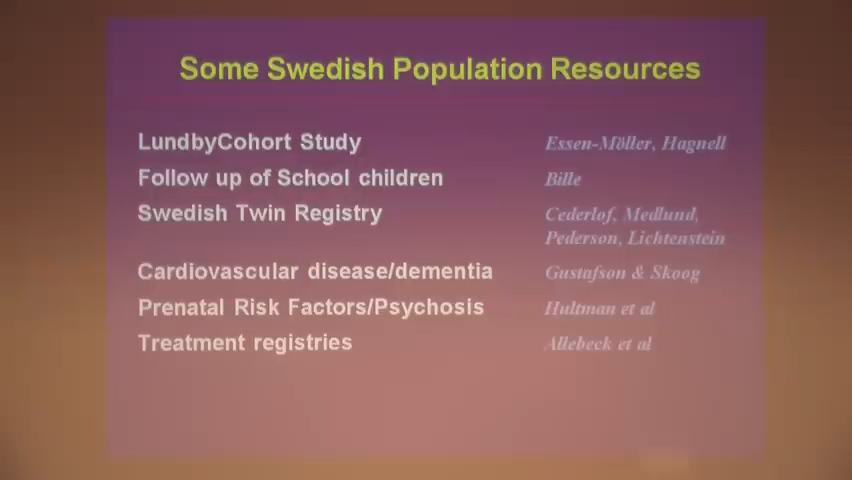 Some Swedish Population Resources
LundbyCohort Study Essen-Möller, Hagnell
Follow up of School children Bille
Swedish Twin Registry Cederlof, Medlund,
Pederson, Lichtenstein
Cardiovascular disease/dementia Gustafson & Skoog
Prenatal Risk Factors/Psychosis Hultman et al
Treatment registries Allebeck et al